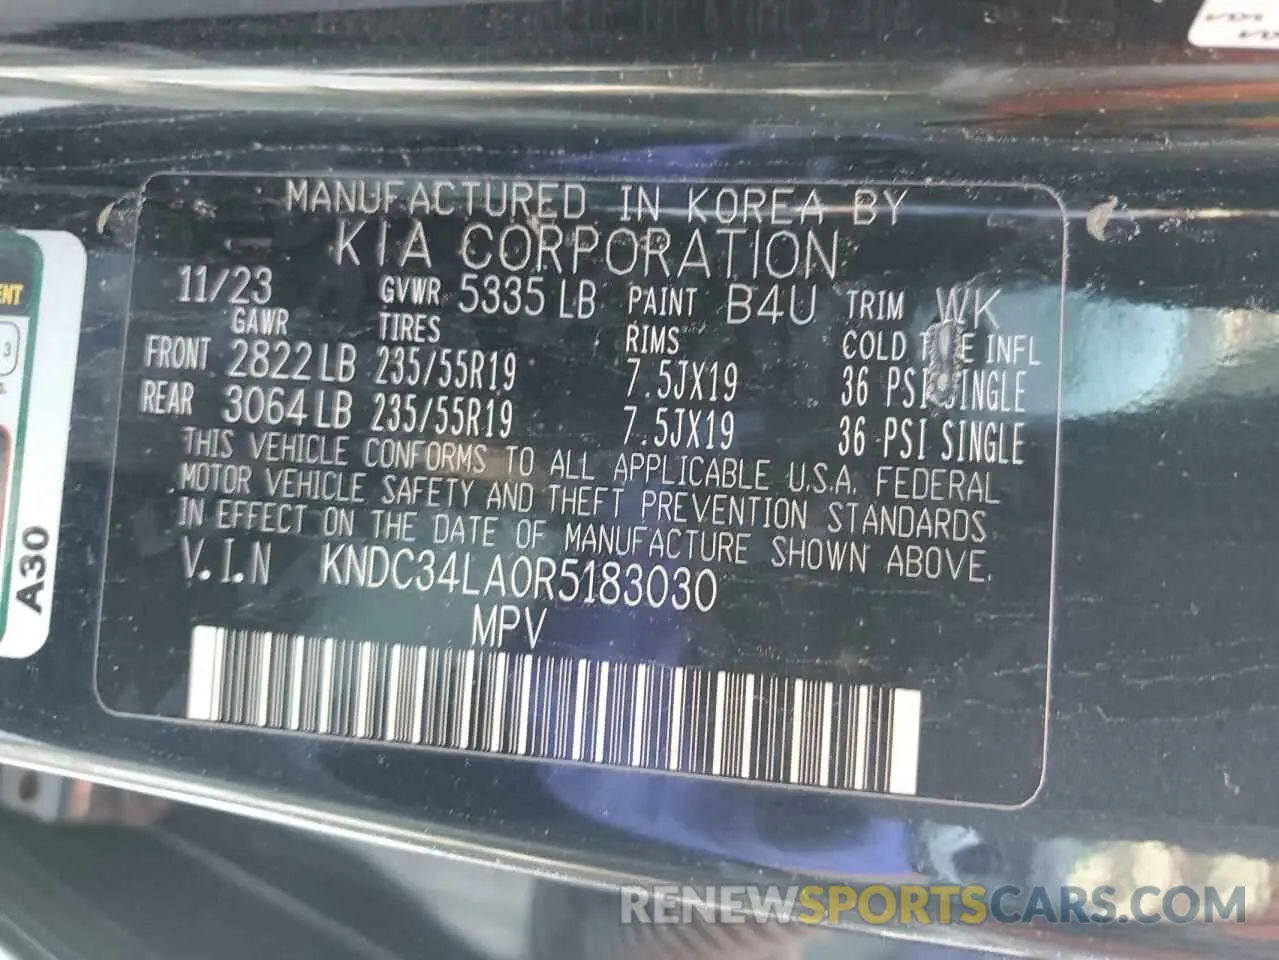 MANUFACTURED IN KOREA BY
KIA CORPORATION
11/23 GVWR 5335 LB PAINT B4U TRIM WK
GAWR TIRES RIMS COLD INFL
FRONT 2822 LB 235/55R19 7.5JX19 36 PSI SINGLE
REAR 3064 LB 235/55R19 7.5JX19 36 PSI SINGLE
THIS VEHICLE CONFORMS TO ALL APPLICABLE U.S.A. FEDERAL
MOTOR VEHICLE SAFETY AND THEFT PREVENTION STANDARDS
IN EFFECT ON THE DATE OF MANUFACTURE SHOWN ABOVE.
V.I.N KNDC34LA0R5183030
MPV
A30
RENEWSPORTSCARS.COM